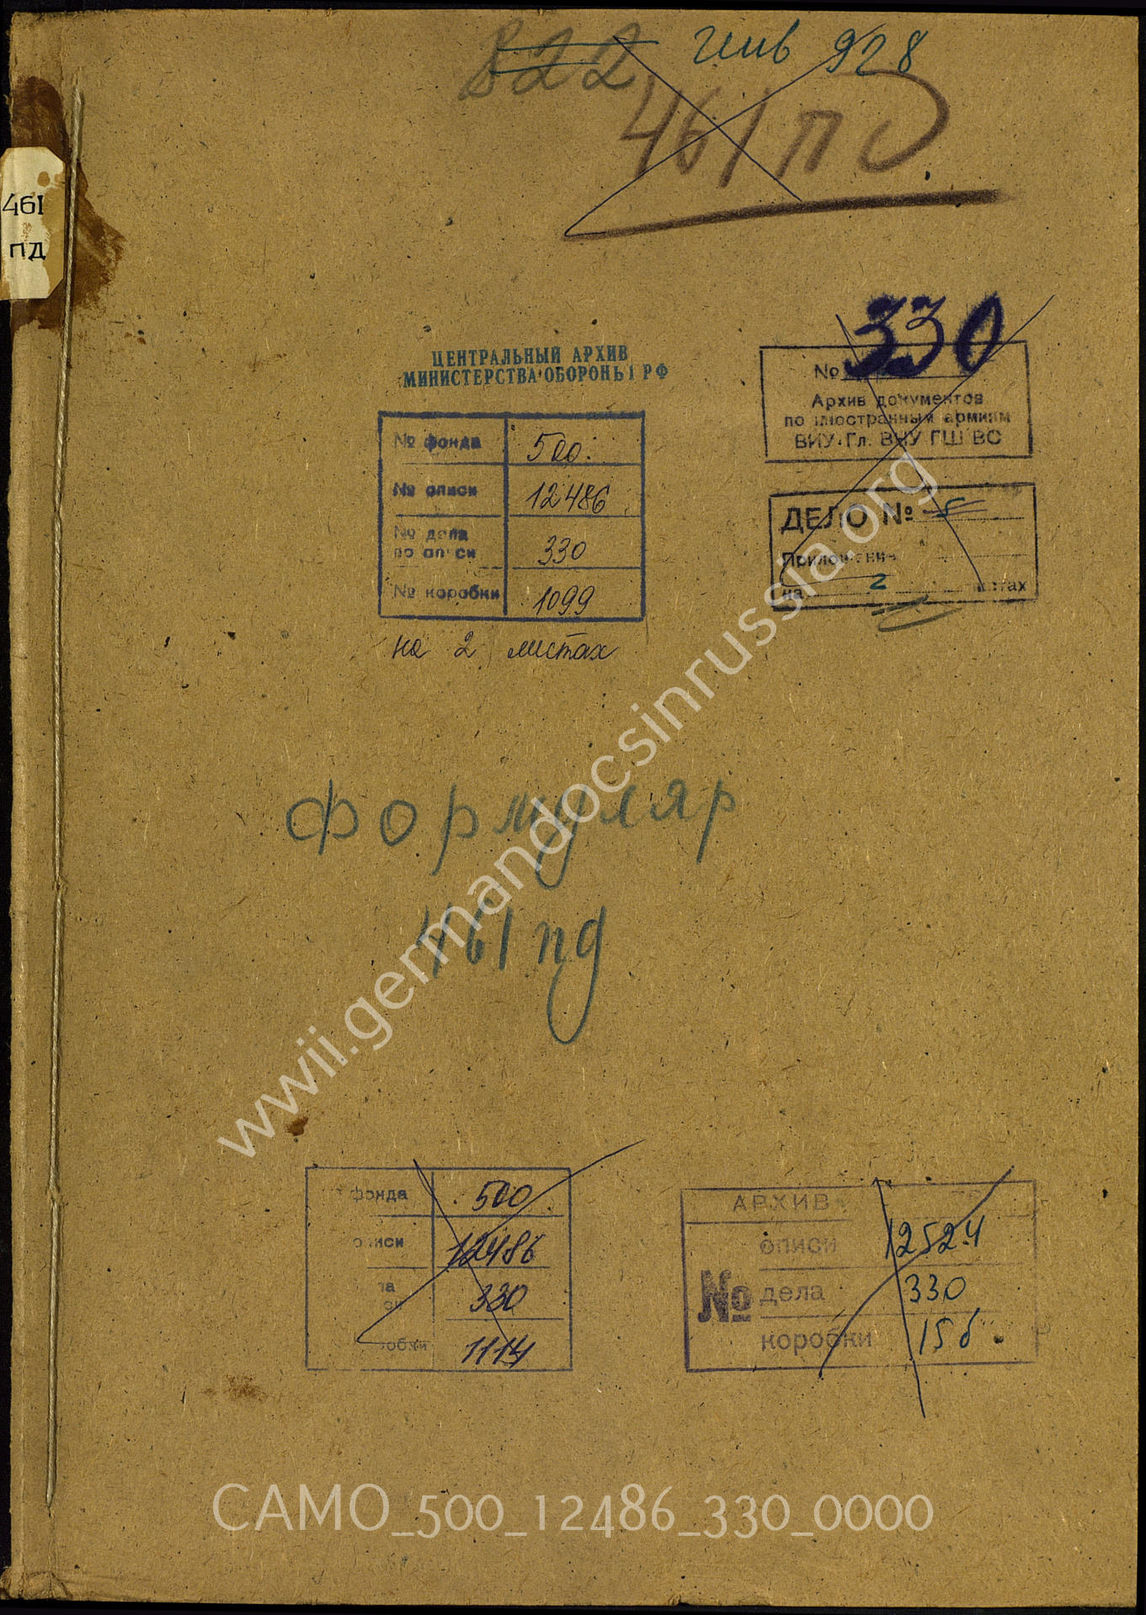 822 инв 928
461 пд
461
ПД
330
№
Архив документов
по иностранным армиям
ВИУ Гл. ВНУ ГШ ВС
ЦЕНТРАЛЬНЫЙ АРХИВ
МИНИСТЕРСТВА ОБОРОНЫ РФ
№ фонда 500.
№ описи 12486
№ дела по описи 330
№ коробки 1099
на 2 листах
ДЕЛО №
на 2
формуляр
461 пд
фонда 500
описи 12486
330
1114
АРХИВ
описи 12524
№ дела 330
коробки 156.
wwii.germandocsinrussia.org
CAMO_500_12486_330_0000